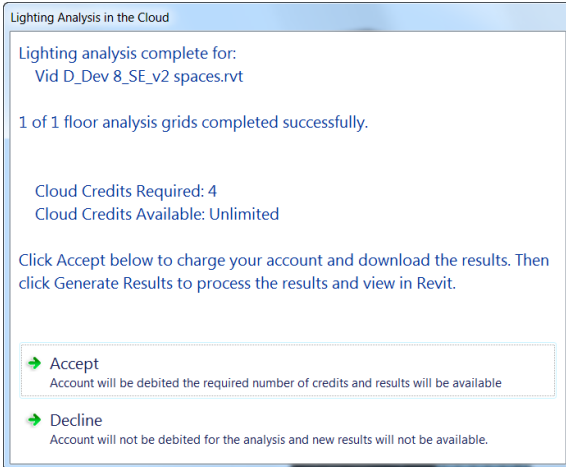 Lighting Analysis in the Cloud
Lighting analysis complete for:
Vid D_Dev 8_SE_v2 spaces.rvt
1 of 1 floor analysis grids completed successfully.
Cloud Credits Required: 4
Cloud Credits Available: Unlimited
Click Accept below to charge your account and download the results. Then
click Generate Results to process the results and view in Revit.
Accept
Account will be debited the required number of credits and results will be available
Decline
Account will not be debited for the analysis and new results will not be available.